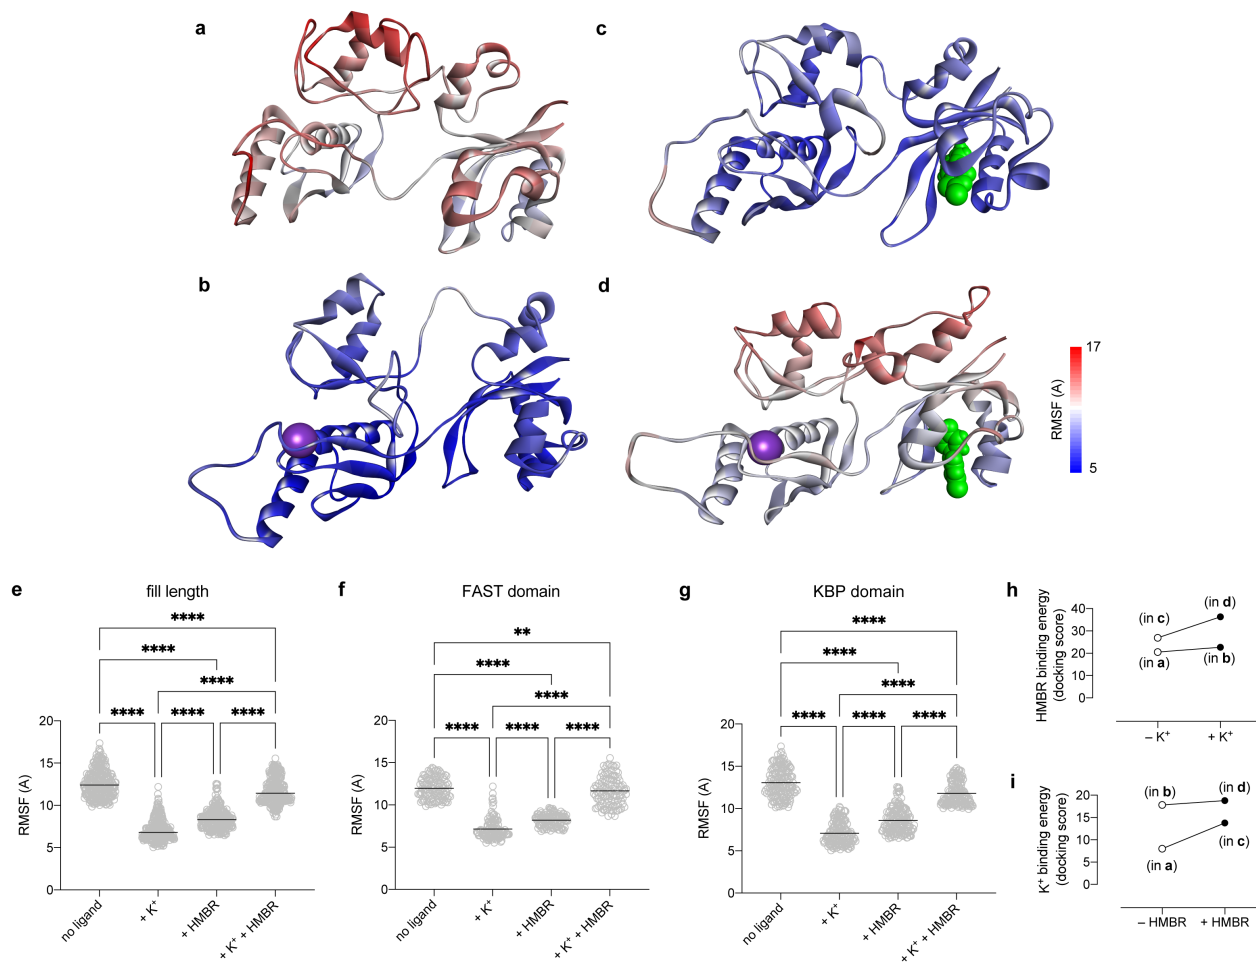 a
c
b
d
17
RMSF (A)
5
e
fill length
****
****
****
**** **** ****
20
15
10
5
0
RMSF (A)
no ligand
+ K⁺
+ HMBR
+ K⁺ + HMBR
f
FAST domain
**
****
****
**** **** ****
20
15
10
5
0
RMSF (A)
no ligand
+ K⁺
+ HMBR
+ K⁺ + HMBR
g
KBP domain
****
****
****
**** **** ****
20
15
10
5
0
RMSF (A)
no ligand
+ K⁺
+ HMBR
+ K⁺ + HMBR
h
HMBR binding energy
(docking score)
40
30
20
10
0
(in c)
(in d)
(in a)
(in b)
– K⁺
+ K⁺
i
K⁺ binding energy
(docking score)
20
15
10
5
0
(in b)
(in d)
(in a)
(in c)
– HMBR
+ HMBR